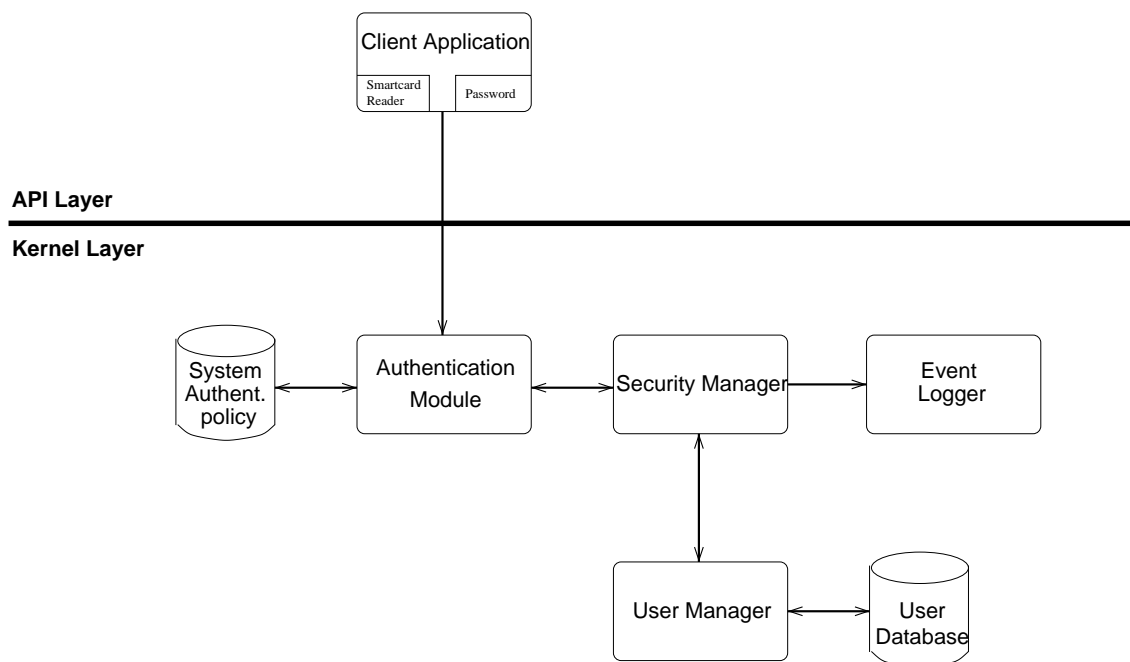 Client Application
Smartcard
Reader
Password
API Layer
Kernel Layer
System
Authent.
policy
Authentication
Module
Security Manager
Event
Logger
User Manager
User
Database